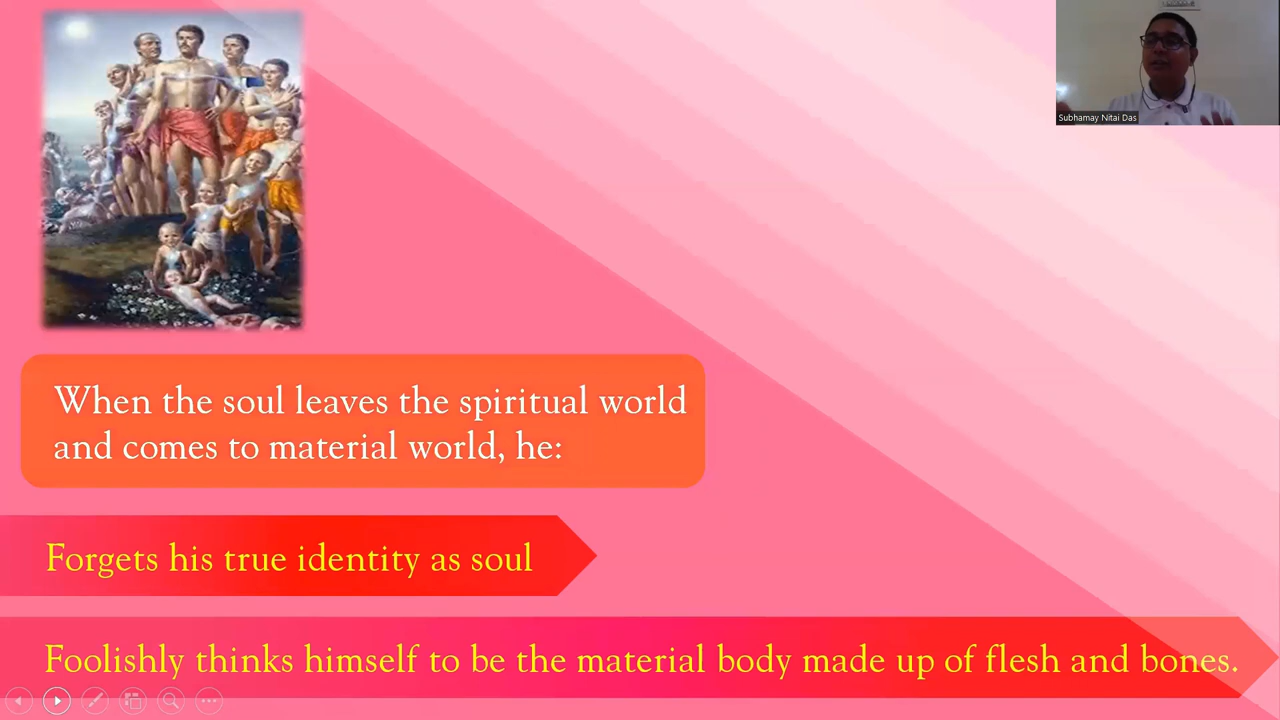 Subhamay Nitai Das
When the soul leaves the spiritual world
and comes to material world, he:
Forgets his true identity as soul
Foolishly thinks himself to be the material body made up of flesh and bones.